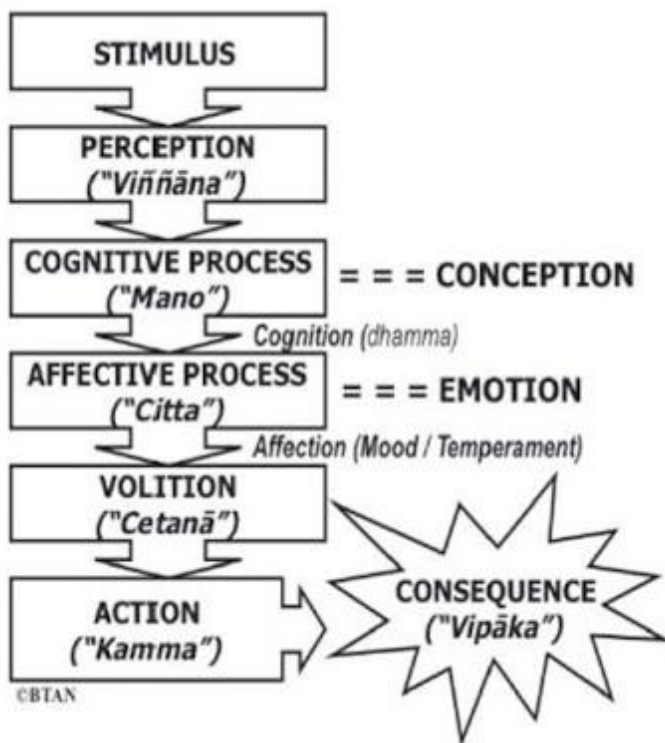 STIMULUS
PERCEPTION
("Viññāna")
COGNITIVE PROCESS
("Mano")
= = = CONCEPTION
Cognition (dhamma)
AFFECTIVE PROCESS
("Citta")
= = = EMOTION
Affection (Mood / Temperament)
VOLITION
("Cetanā")
ACTION
("Kamma")
CONSEQUENCE
("Vipāka")
©BTAN